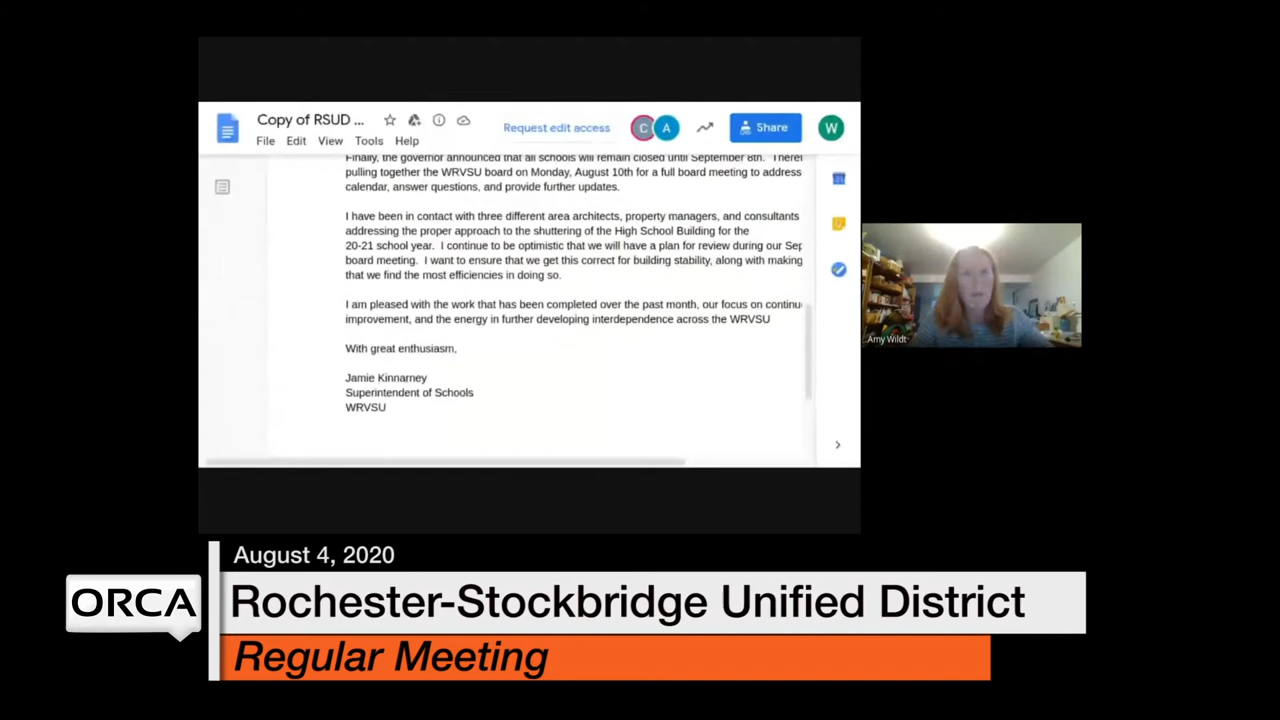 Copy of RSUD ...
File Edit View Tools Help
Request edit access
C
A
Share
W
Finally, the governor announced that all schools will remain closed until September 8th.
pulling together the WRVSU board on Monday, August 10th for a full board meeting to address
calendar, answer questions, and provide further updates.
I have been in contact with three different area architects, property managers, and consultants
addressing the proper approach to the shuttering of the High School Building for the
20-21 school year. I continue to be optimistic that we will have a plan for review during our Sep
board meeting. I want to ensure that we get this correct for building stability, along with making
that we find the most efficiencies in doing so.
I am pleased with the work that has been completed over the past month, our focus on continu
improvement, and the energy in further developing interdependence across the WRVSU
With great enthusiasm,
Jamie Kinnarney
Superintendent of Schools
WRVSU
Amy Wildt
August 4, 2020
ORCA
Rochester-Stockbridge Unified District
Regular Meeting